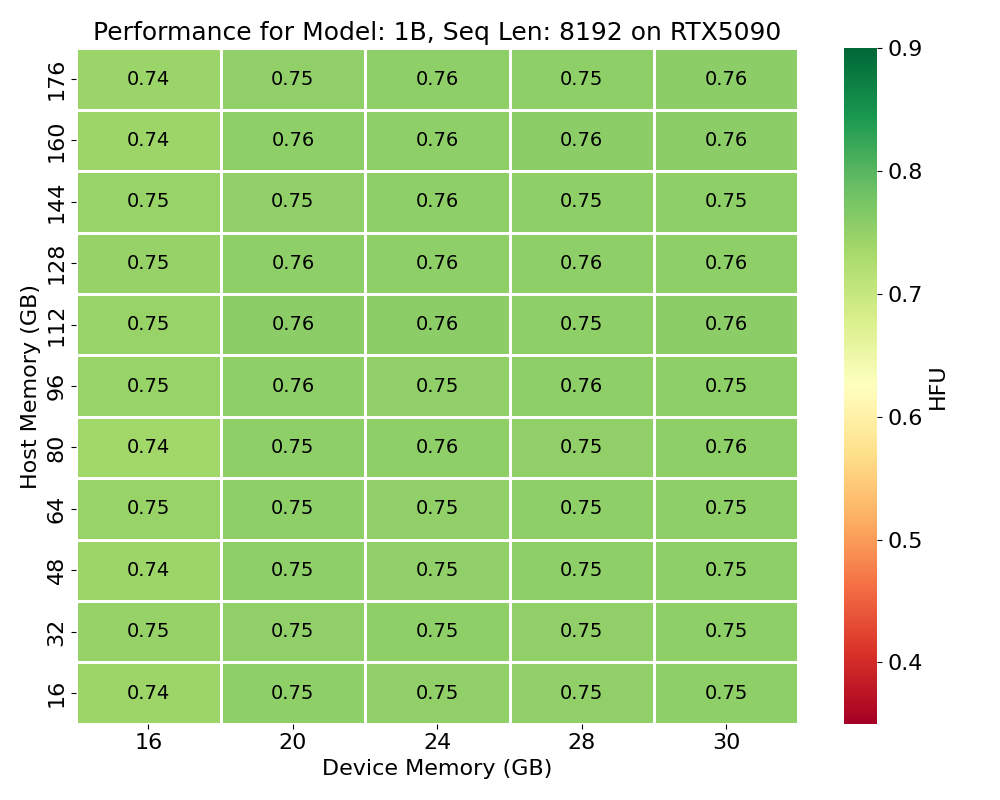 Performance for Model: 1B, Seq Len: 8192 on RTX5090
176 0.74 0.75 0.76 0.75 0.76
160 0.74 0.76 0.76 0.76 0.76
144 0.75 0.75 0.76 0.75 0.75
128 0.75 0.76 0.76 0.76 0.76
112 0.75 0.76 0.76 0.75 0.76
96 0.75 0.76 0.75 0.76 0.75
80 0.74 0.75 0.76 0.75 0.76
64 0.75 0.75 0.75 0.75 0.75
48 0.74 0.75 0.75 0.75 0.75
32 0.75 0.75 0.75 0.75 0.75
16 0.74 0.75 0.75 0.75 0.75
16 20 24 28 30
Device Memory (GB)
Host Memory (GB)
0.9
0.8
0.7
0.6
0.5
0.4
HFU